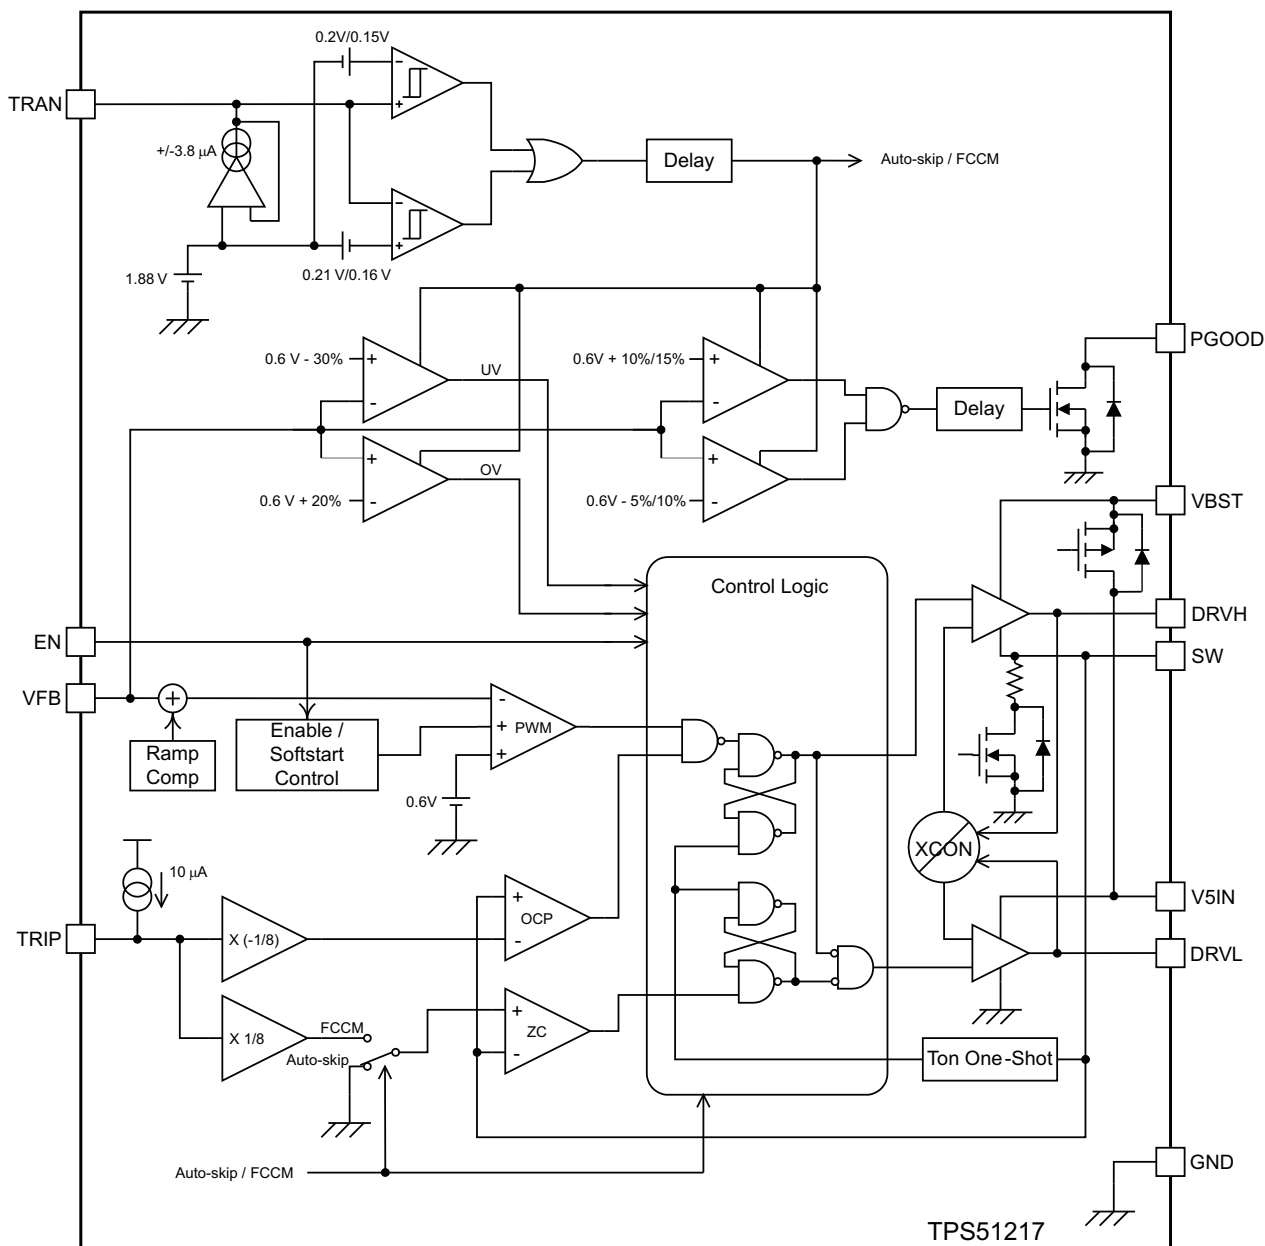 0.2V/0.15V
TRAN
+/-3.8 μA
Delay
Auto-skip / FCCM
0.21 V/0.16 V
1.88 V
PGOOD
0.6 V - 30%
UV
0.6V + 10%/15%
Delay
0.6 V + 20%
OV
0.6V - 5%/10%
VBST
Control Logic
DRVH
EN
SW
VFB
Ramp
Comp
Enable /
Softstart
Control
PWM
0.6V
XCON
10 μA
V5IN
TRIP
X (-1/8)
OCP
DRVL
X 1/8
FCCM
ZC
Auto-skip
Ton One-Shot
Auto-skip / FCCM
GND
TPS51217